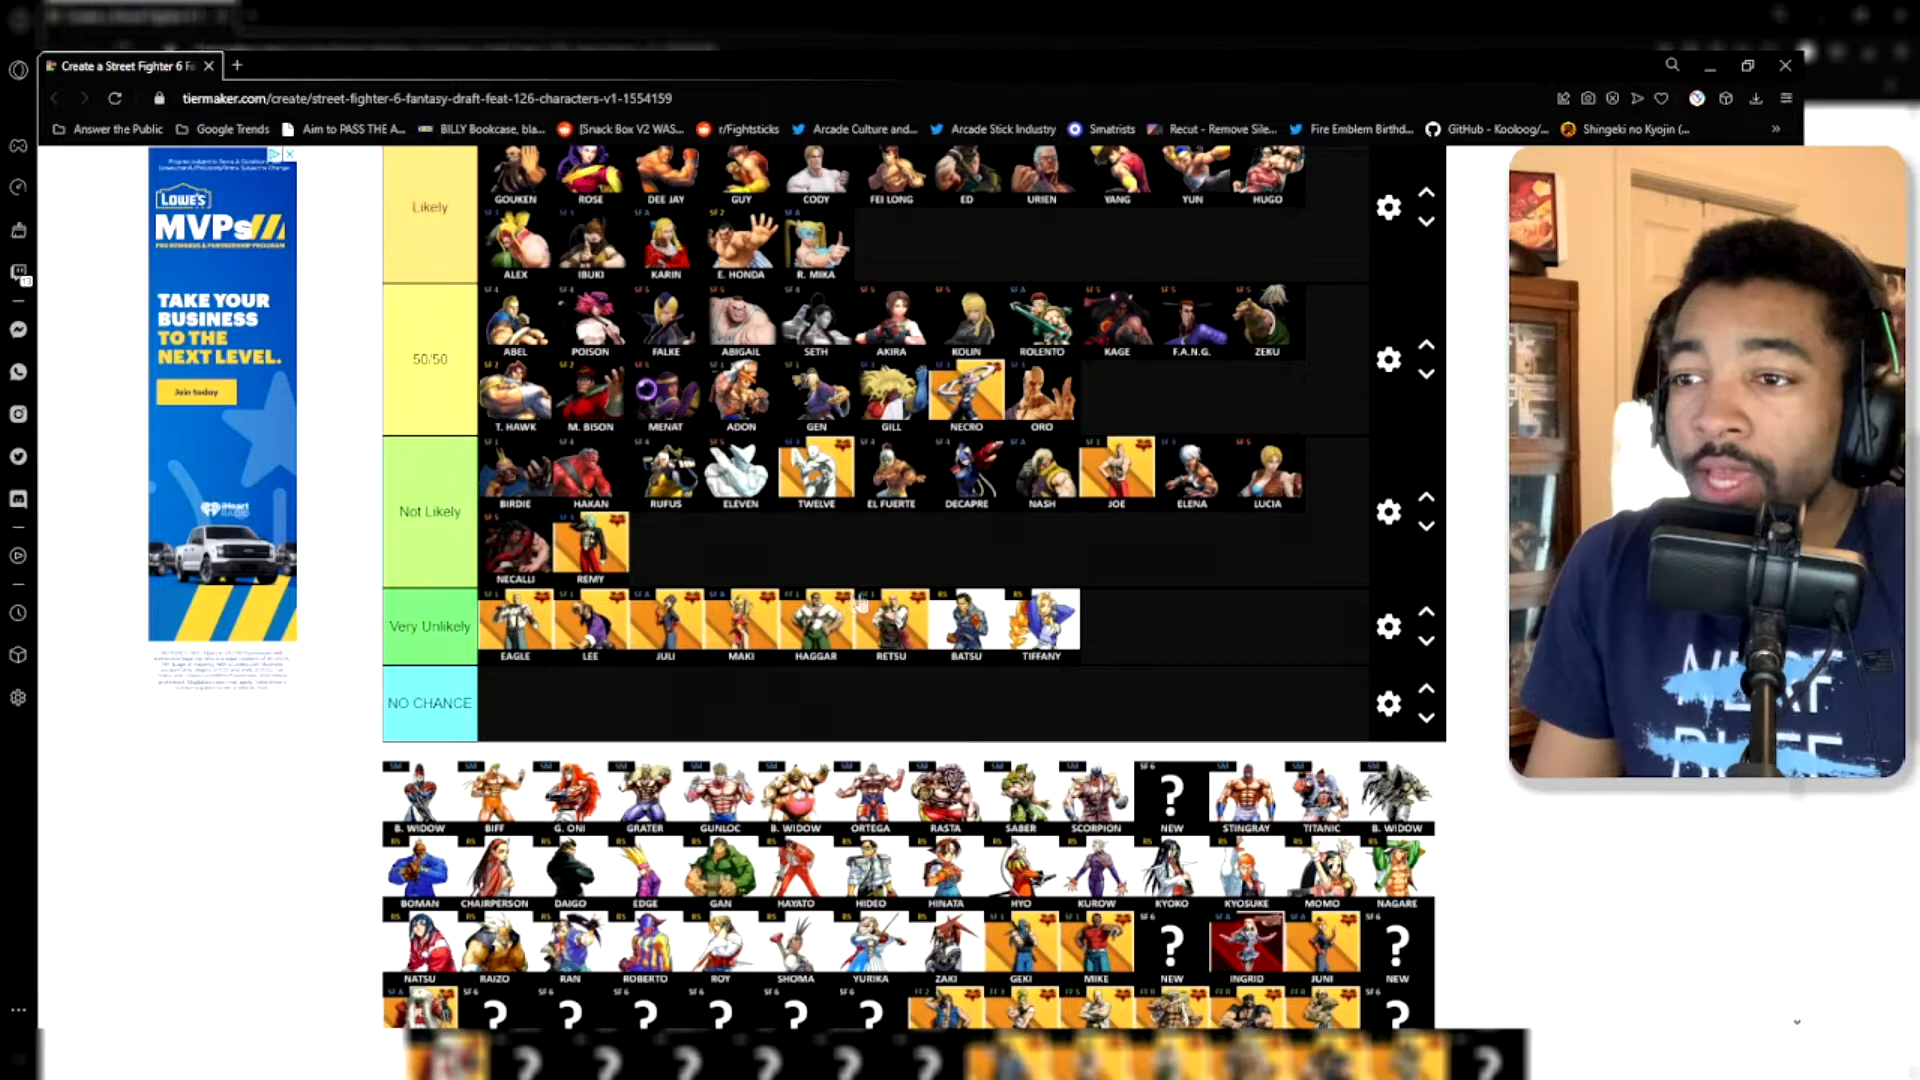 Create a Street Fighter 6 Fa
tiermaker.com/create/street-fighter-6-fantasy-draft-feat-126-characters-v1-1554159
Answer the Public
Google Trends
Aim to PASS THE A...
BILLY Bookcase, bla...
[Snack Box V2 WAS...
r/Fightsticks
Arcade Culture and...
Arcade Stick Industry
Smatrists
Recut - Remove Sile...
Fire Emblem Birthd...
GitHub - Kooloog/...
Shingeki no Kyojin (...
LOWE'S
MVPs
TAKE YOUR
BUSINESS
TO THE
NEXT LEVEL.
Join today
iHeart
RADIO
13
Likely
GOUKEN ROSE DEE JAY GUY CODY FEI LONG ED URIEN YANG YUN HUGO
ALEX IBUKI KARIN E. HONDA R. MIKA
50/50
ABEL POISON FALKE ABIGAIL SETH AKIRA KOLIN ROLENTO KAGE F.A.N.G. ZEKU
T. HAWK M. BISON MENAT ADON GEN GILL NECRO ORO
Not Likely
BIRDIE HAKAN RUFUS ELEVEN TWELVE EL FUERTE DECAPRE NASH JOE ELENA LUCIA
NECALLI REMY
Very Unlikely
EAGLE LEE JULI MAKI HAGGAR RETSU BATSU TIFFANY
NO CHANCE
B. WIDOW BIFF G. ONI GRATER GUNLOC B. WIDOW ORTEGA RASTA SABER SCORPION NEW STINGRAY TITANIC B. WIDOW
BOMAN CHAIRPERSON DAIGO EDGE GAN HAYATO HIDEO HINATA HYO KUROW KYOKO KYOSUKE MOMO NAGARE
NATSU RAIZO RAN ROBERTO ROY SHOMA YURIKA ZAKI GEKI MIKE NEW INGRID JUNI NEW